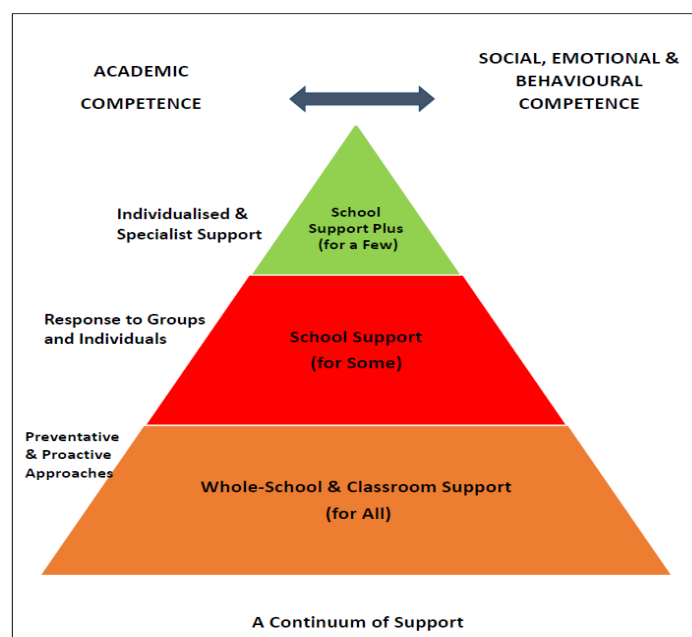 ACADEMIC
COMPETENCE
SOCIAL, EMOTIONAL &
BEHAVIOURAL
COMPETENCE
Individualised &
Specialist Support
School
Support Plus
(for a Few)
Response to Groups
and Individuals
School Support
(for Some)
Preventative
& Proactive
Approaches
Whole-School & Classroom Support
(for All)
A Continuum of Support